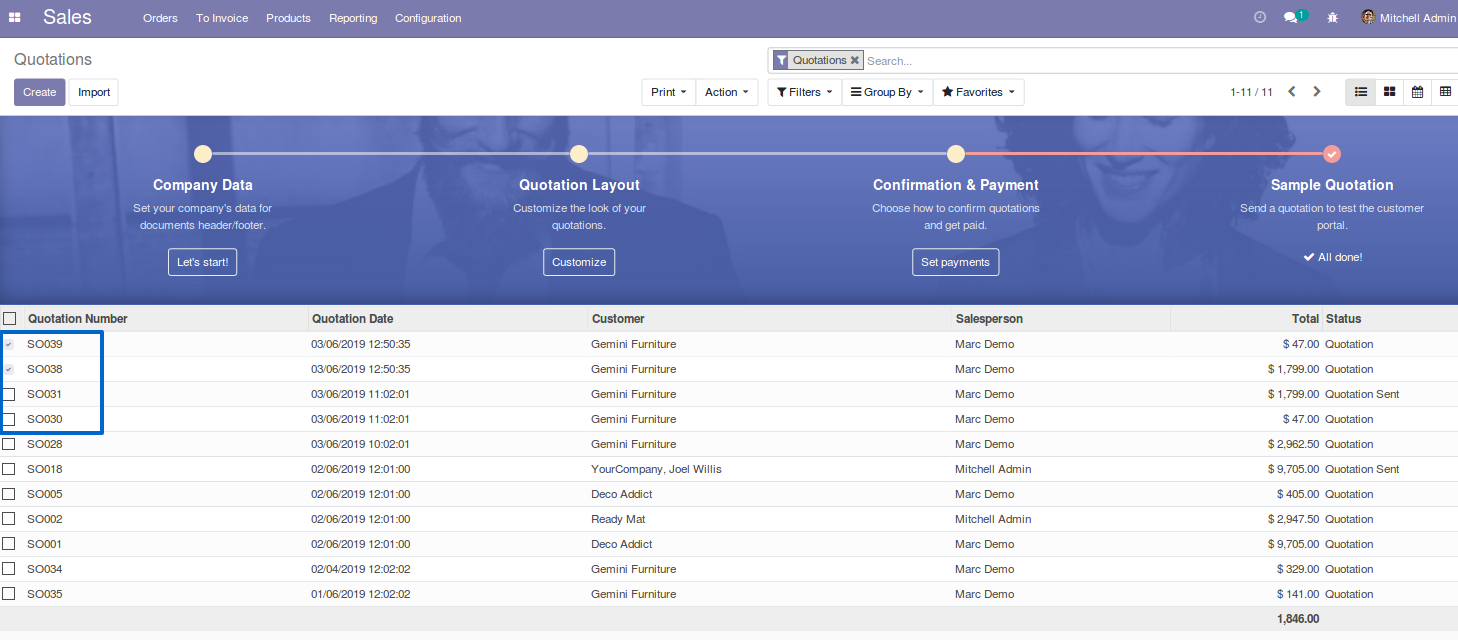 Sales Orders To Invoice Products Reporting Configuration 1 Mitchell Admin
Quotations Quotations Search...
Create Import Print Action Filters Group By Favorites 1-11 / 11
Company Data Quotation Layout Confirmation & Payment Sample Quotation
Set your company's data for Customize the look of your Choose how to confirm quotations Send a quotation to test the customer
documents header/footer. quotations. and get paid. portal.
Let's start! Customize Set payments All done!
Quotation Number Quotation Date Customer Salesperson Total Status
SO039 03/06/2019 12:50:35 Gemini Furniture Marc Demo $ 47.00 Quotation
SO038 03/06/2019 12:50:35 Gemini Furniture Marc Demo $ 1,799.00 Quotation
SO031 03/06/2019 11:02:01 Gemini Furniture Marc Demo $ 1,799.00 Quotation Sent
SO030 03/06/2019 11:02:01 Gemini Furniture Marc Demo $ 47.00 Quotation
SO028 03/06/2019 10:02:01 Gemini Furniture Marc Demo $ 2,962.50 Quotation
SO018 02/06/2019 12:01:00 YourCompany, Joel Willis Mitchell Admin $ 9,705.00 Quotation Sent
SO005 02/06/2019 12:01:00 Deco Addict Marc Demo $ 405.00 Quotation
SO002 02/06/2019 12:01:00 Ready Mat Mitchell Admin $ 2,947.50 Quotation
SO001 02/06/2019 12:01:00 Deco Addict Marc Demo $ 9,705.00 Quotation
SO034 02/04/2019 12:02:02 Gemini Furniture Marc Demo $ 329.00 Quotation
SO035 01/06/2019 12:02:02 Gemini Furniture Marc Demo $ 141.00 Quotation
1,846.00